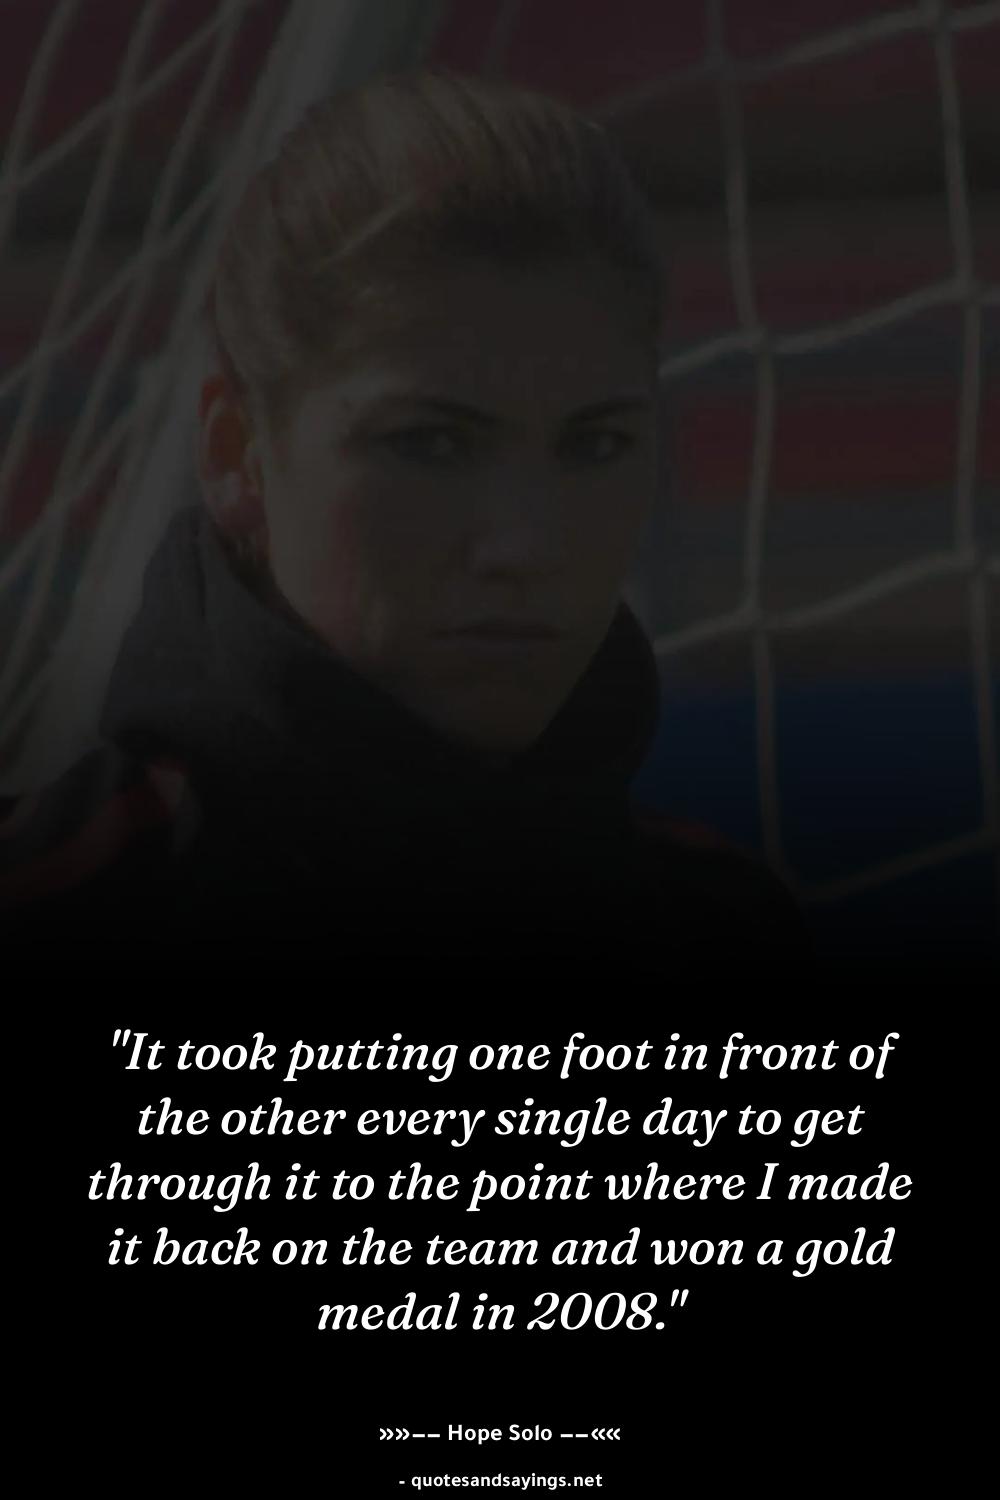 "It took putting one foot in front of
the other every single day to get
through it to the point where I made
it back on the team and won a gold
medal in 2008."
»»−− Hope Solo −−««
- quotesandsayings.net